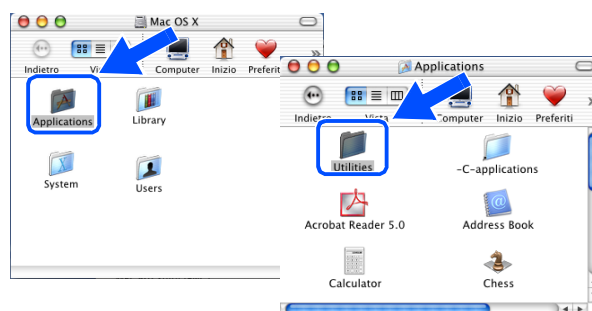 Mac OS X
Indietro Vis Computer Inizio Preferit
Applications Library
System Users
Applications
Indietro Vista Computer Inizio Preferiti
Utilities -C-applications
Acrobat Reader 5.0 Address Book
Calculator Chess